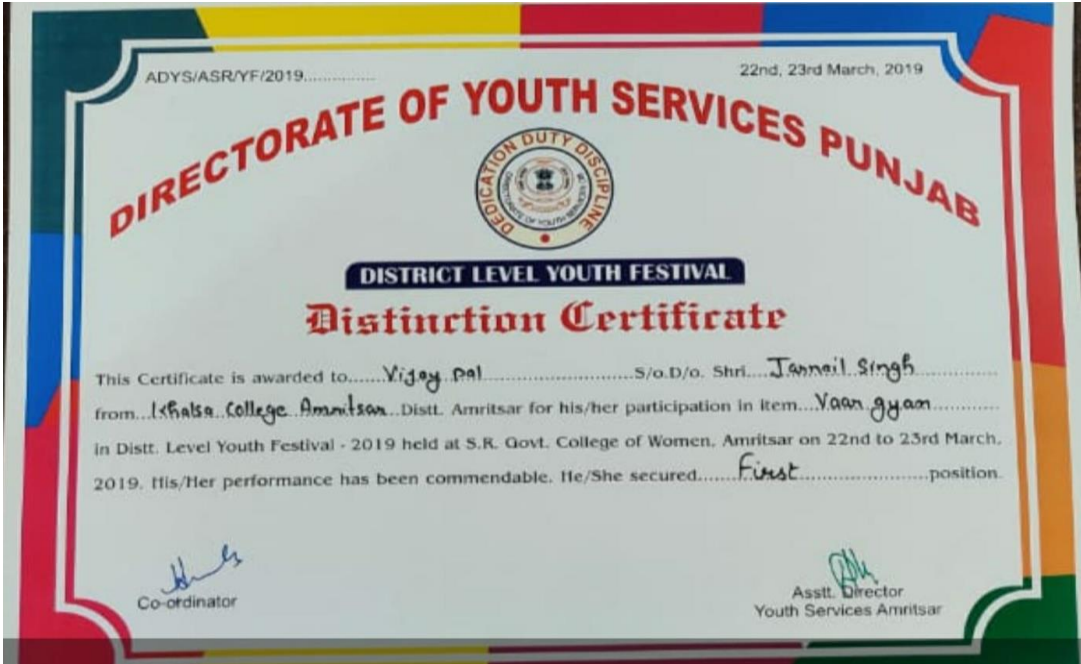 ADYS/ASR/YF/2019..............
22nd, 23rd March, 2019
DIRECTORATE OF YOUTH SERVICES PUNJAB
DEDICATION DUTY DISCIPLINE
DIRECTORATE OF YOUTH SERVICES
DISTRICT LEVEL YOUTH FESTIVAL
Distinction Certificate
This Certificate is awarded to......Vijay pal..........................S/o.D/o. Shri....Jarnail Singh..............
from...Khalsa College Amritsar...Distt. Amritsar for his/her participation in item...Vaar gyan............
in Distt. Level Youth Festival - 2019 held at S.R. Govt. College of Women, Amritsar on 22nd to 23rd March,
2019. His/Her performance has been commendable. He/She secured.......First......................position.
Co-ordinator
Asstt. Director
Youth Services Amritsar